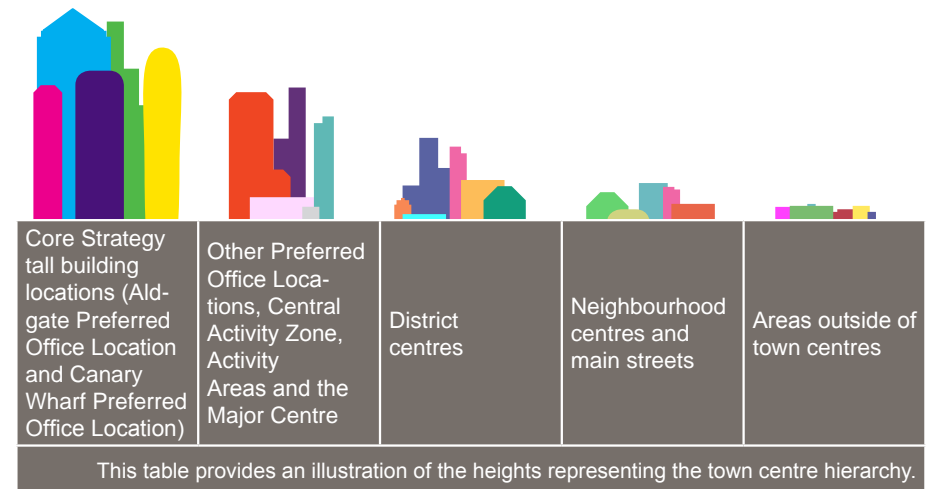 Core Strategy
tall building
locations (Ald-
gate Preferred
Office Location
and Canary
Wharf Preferred
Office Location)
Other Preferred
Office Loca-
tions, Central
Activity Zone,
Activity
Areas and the
Major Centre
District
centres
Neighbourhood
centres and
main streets
Areas outside of
town centres
This table provides an illustration of the heights representing the town centre hierarchy.